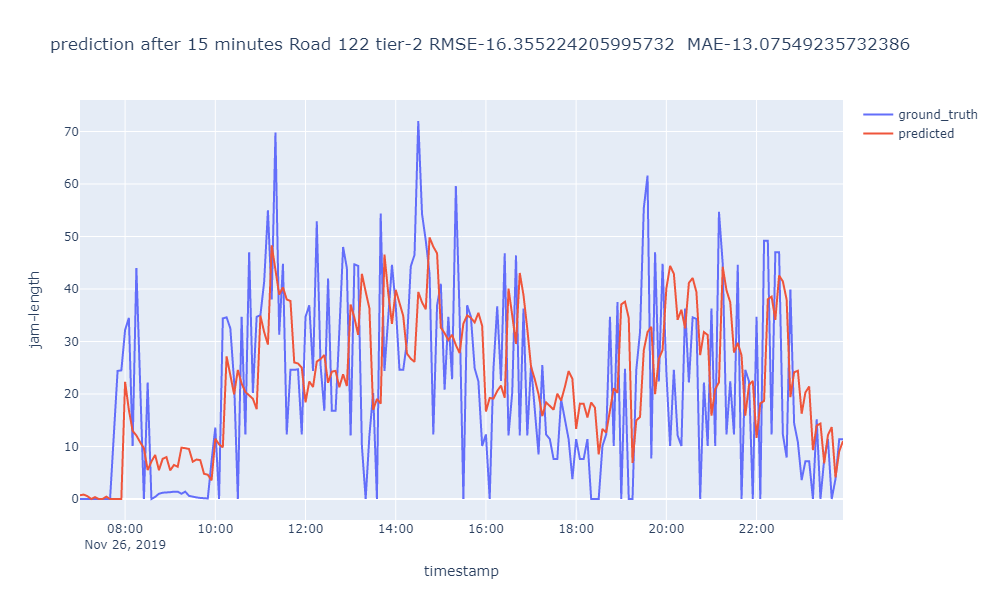 prediction after 15 minutes Road 122 tier-2 RMSE-16.355224205995732 MAE-13.07549235732386
ground_truth
predicted
70
60
50
40
30
20
10
0
jam-length
08:00 10:00 12:00 14:00 16:00 18:00 20:00 22:00
Nov 26, 2019
timestamp